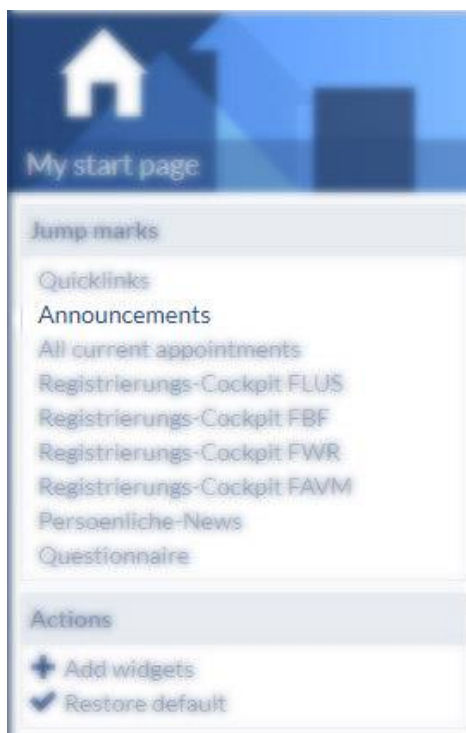 My start page
Jump marks
Quicklinks
Announcements
All current appointments
Registrierungs-Cockpit FLUS
Registrierungs-Cockpit FBF
Registrierungs-Cockpit FWR
Registrierungs-Cockpit FAVM
Persoenliche-News
Questionnaire
Actions
Add widgets
Restore default